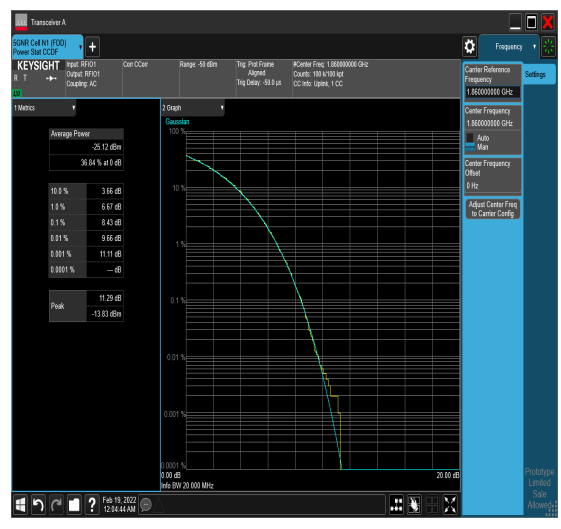 Transceiver A
5GNR Cell N1 (FDD)
Power Stat CCDF
Frequency
KEYSIGHT
R T
Input: RFIO1
Output: RFIO1
Coupling: AC
Corr CCorr
Range: -50 dBm
Trig: Prot Frame
Aligned
Trig Delay: -50.0 µs
#Center Freq: 1.860000000 GHz
Counts: 100 k/100 kpt
CC Info: Uplink, 1 CC
1 Metrics
Average Power
-25.12 dBm
36.84 % at 0 dB
10.0 % 3.66 dB
1.0 % 6.67 dB
0.1 % 8.43 dB
0.01 % 9.66 dB
0.001 % 11.11 dB
0.0001 % --- dB
Peak
11.29 dB
-13.83 dBm
2 Graph
Gaussian
100 %
10 %
1 %
0.1 %
0.01 %
0.001 %
0.0001 %
0.00 dB
20.00 dB
Info BW 20.000 MHz
Carrier Reference
Frequency
1.860000000 GHz
Center Frequency
1.860000000 GHz
Auto
Man
Center Frequency
Offset
0 Hz
Adjust Center Freq
to Carrier Config
Settings
Prototype
Limited
Sale
Allowed
?
Feb 19, 2022
12:04:44 AM